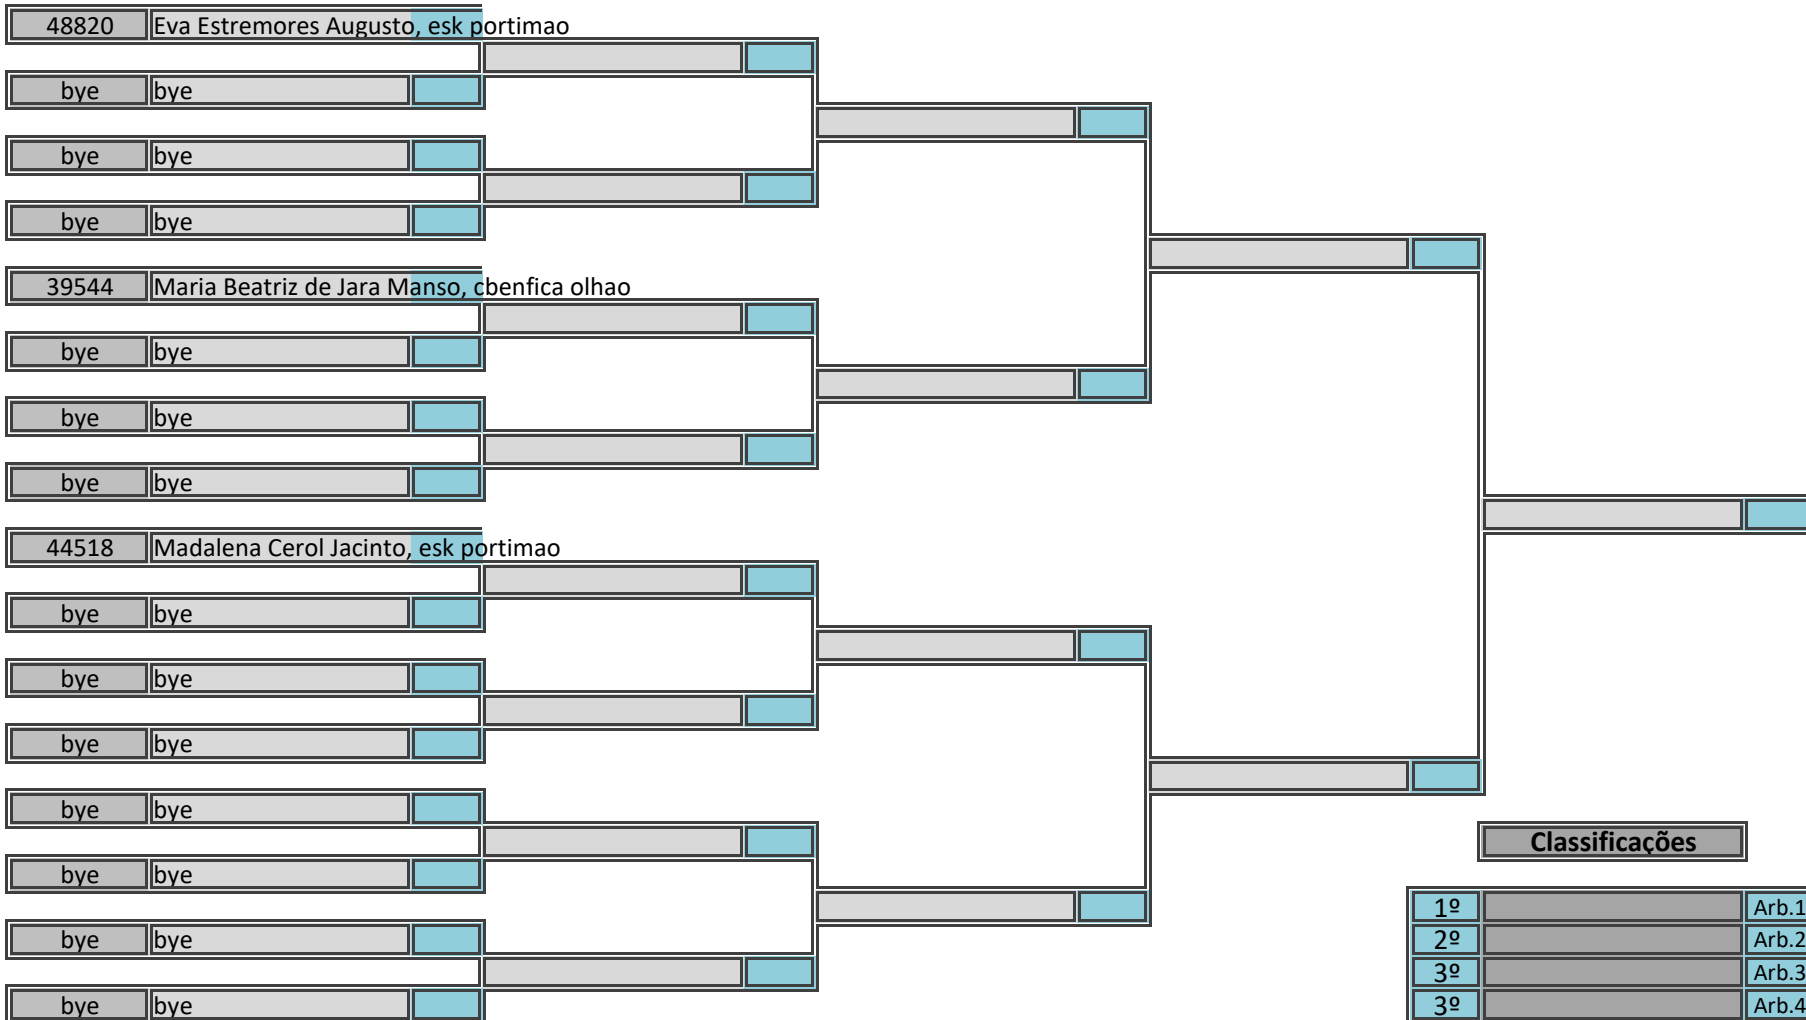 48820 Eva Estremores Augusto, esk portimao
bye bye
bye bye
bye bye
39544 Maria Beatriz de Jara Manso, cbenfica olhao
bye bye
bye bye
bye bye
44518 Madalena Cerol Jacinto, esk portimao
bye bye
bye bye
bye bye
bye bye
bye bye
bye bye
bye bye
Classificações
1º Arb.1
2º Arb.2
3º Arb.3
3º Arb.4